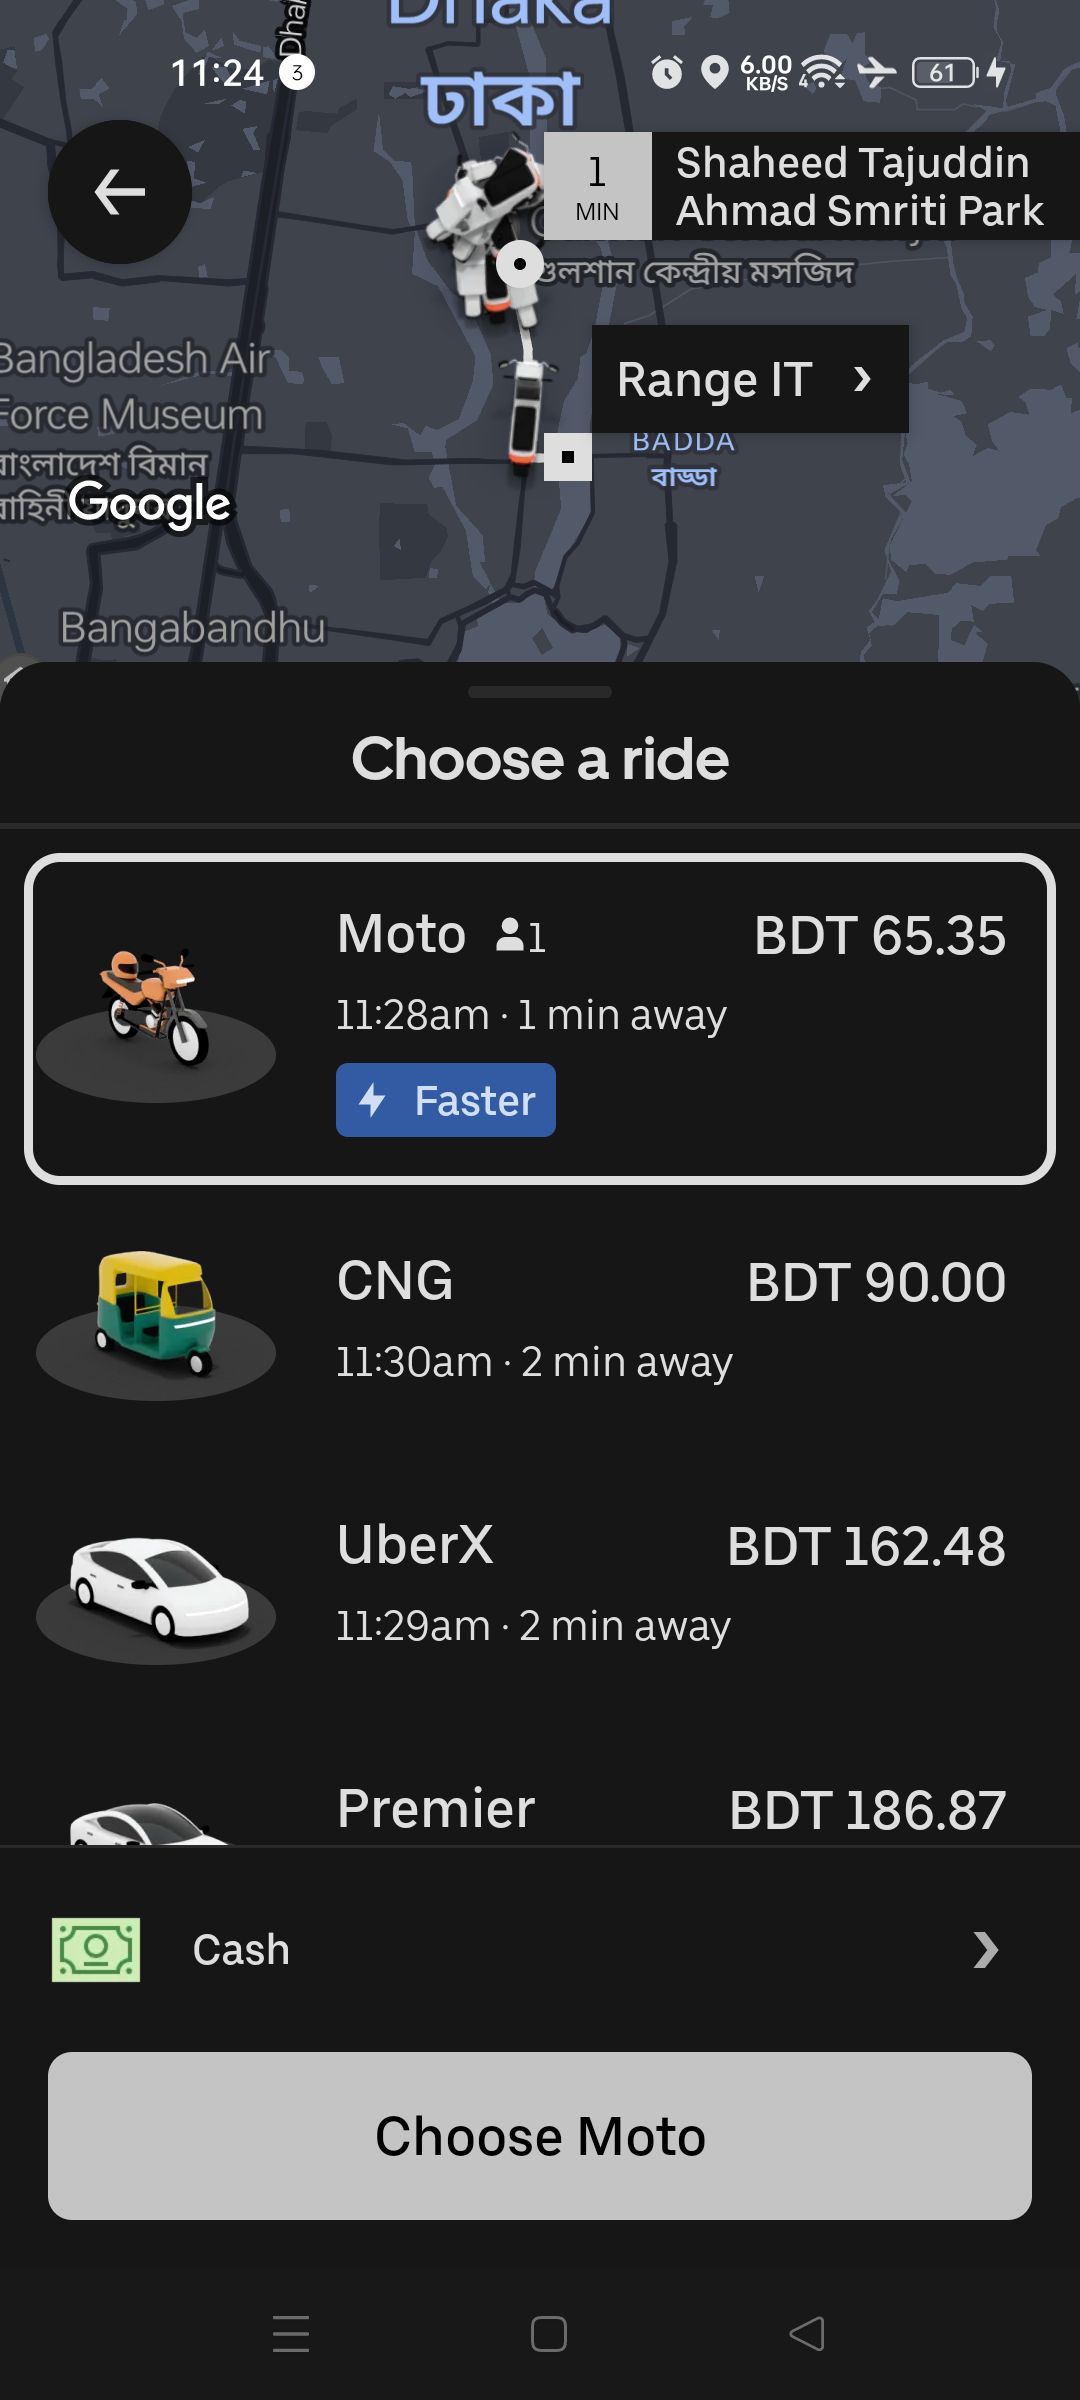 Dhaka
ঢাকা
11:24 3
6.00
KB/S
4
61
1
MIN
Shaheed Tajuddin
Ahmad Smriti Park
গুলশান কেন্দ্রীয় মসজিদ
Bangladesh Air
Force Museum
বাংলাদেশ বিমান
Google
Range IT
BADDA
বাড্ডা
Bangabandhu
Choose a ride
Moto 1 BDT 65.35
11:28am · 1 min away
Faster
CNG BDT 90.00
11:30am · 2 min away
UberX BDT 162.48
11:29am · 2 min away
Premier BDT 186.87
Cash
Choose Moto